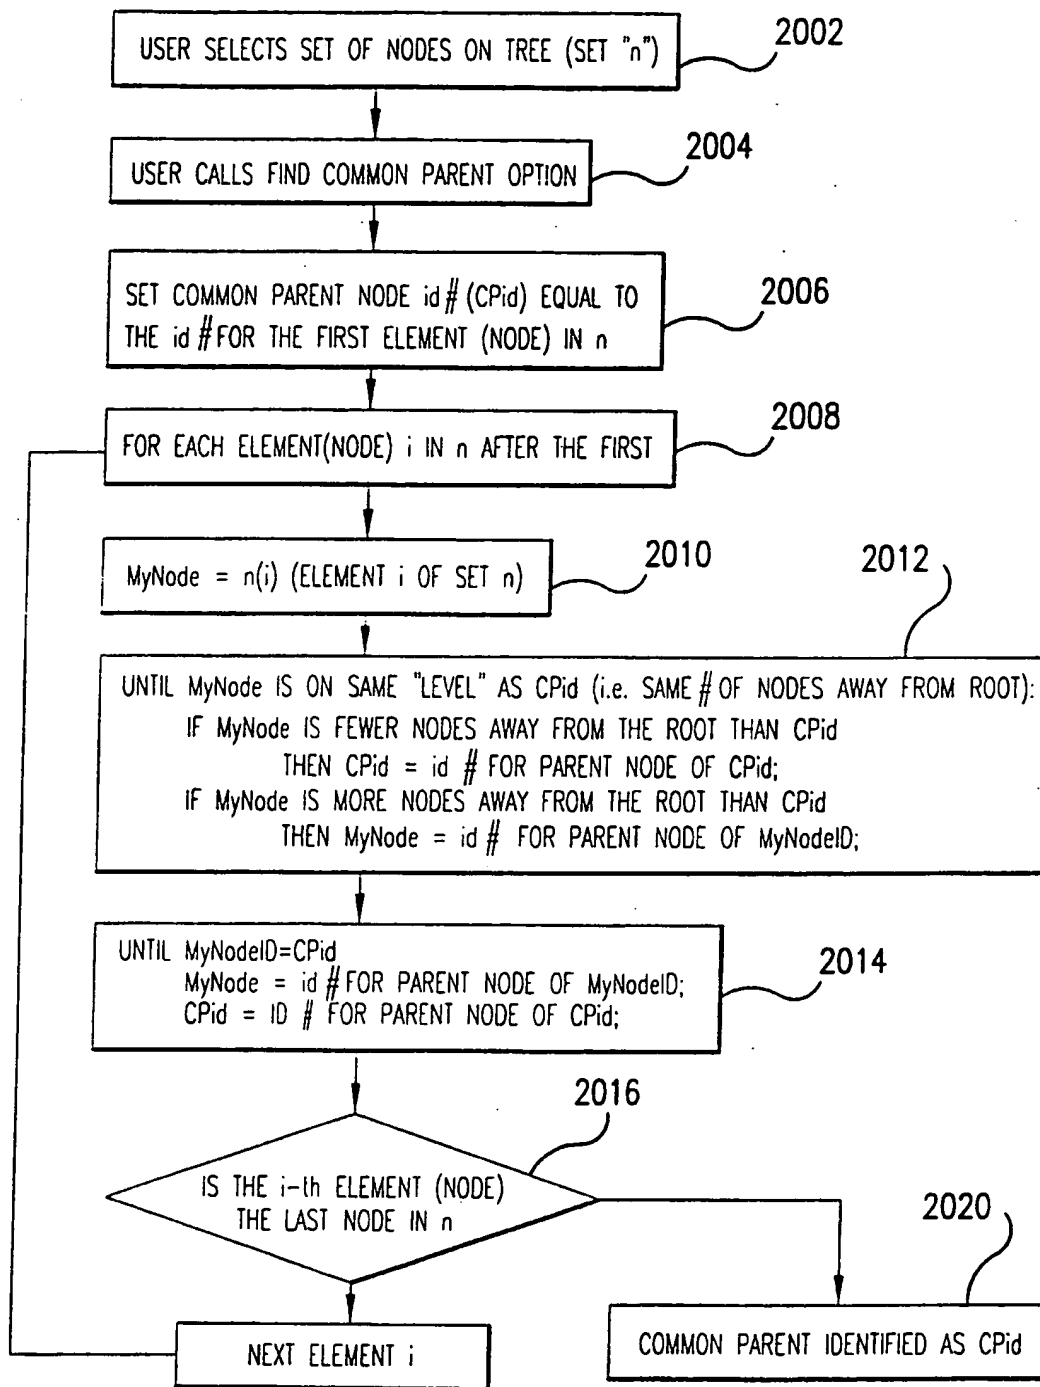 USER SELECTS SET OF NODES ON TREE (SET "n")
2002
USER CALLS FIND COMMON PARENT OPTION
2004
SET COMMON PARENT NODE id# (CPid) EQUAL TO
THE id# FOR THE FIRST ELEMENT (NODE) IN n
2006
FOR EACH ELEMENT(NODE) i IN n AFTER THE FIRST
2008
MyNode = n(i) (ELEMENT i OF SET n)
2010
2012
UNTIL MyNode IS ON SAME "LEVEL" AS CPid (i.e. SAME # OF NODES AWAY FROM ROOT):
IF MyNode IS FEWER NODES AWAY FROM THE ROOT THAN CPid
THEN CPid = id # FOR PARENT NODE OF CPid;
IF MyNode IS MORE NODES AWAY FROM THE ROOT THAN CPid
THEN MyNode = id # FOR PARENT NODE OF MyNodeID;
UNTIL MyNodeID=CPid
MyNode = id # FOR PARENT NODE OF MyNodeID;
CPid = ID # FOR PARENT NODE OF CPid;
2014
2016
IS THE i-th ELEMENT (NODE)
THE LAST NODE IN n
2020
NEXT ELEMENT i
COMMON PARENT IDENTIFIED AS CPid